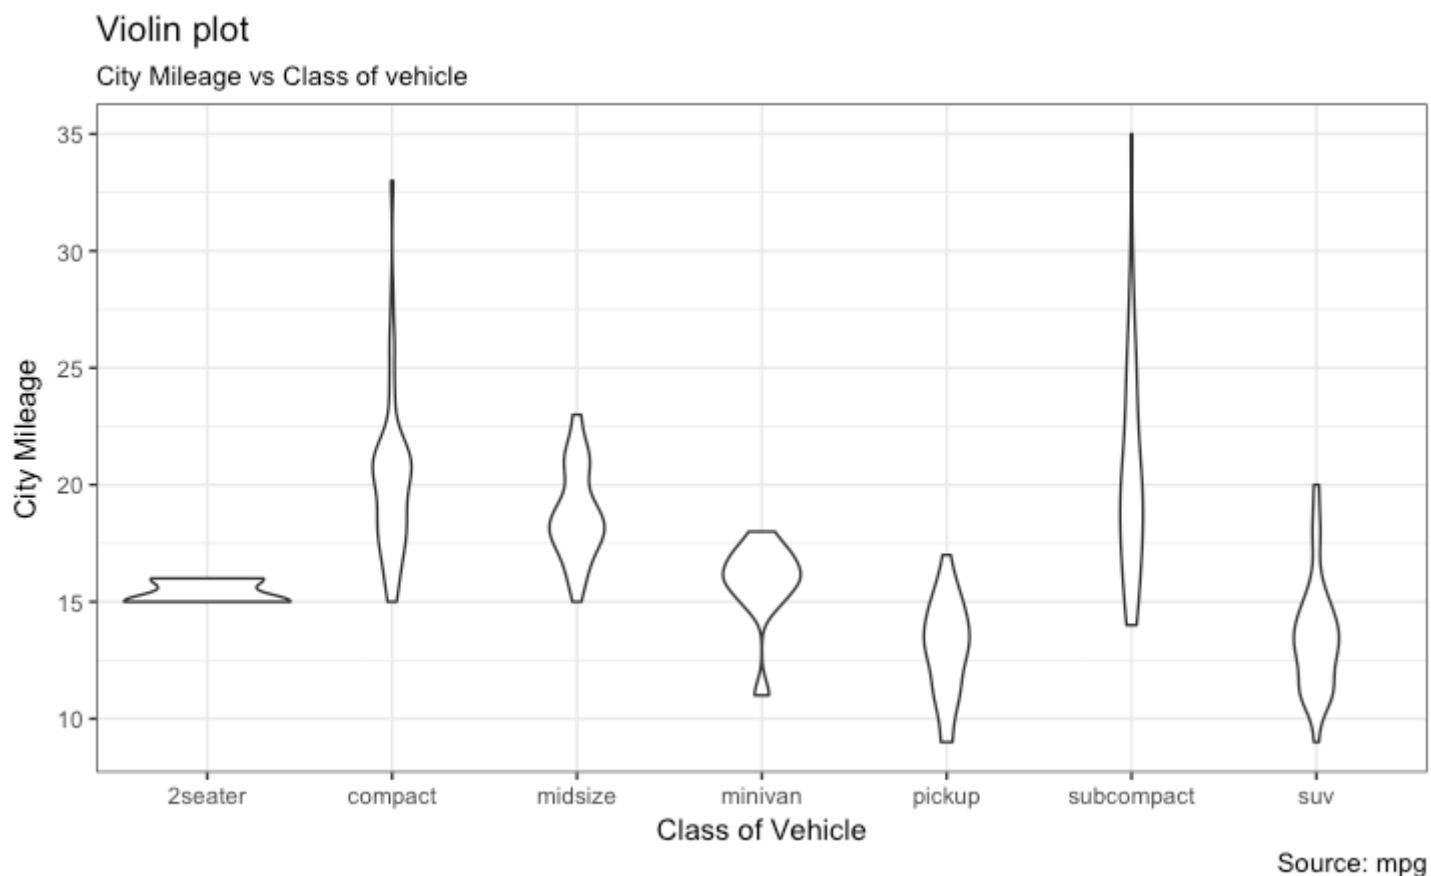 Violin plot
City Mileage vs Class of vehicle
35
30
25
20
15
10
City Mileage
2seater compact midsize minivan pickup subcompact suv
Class of Vehicle
Source: mpg